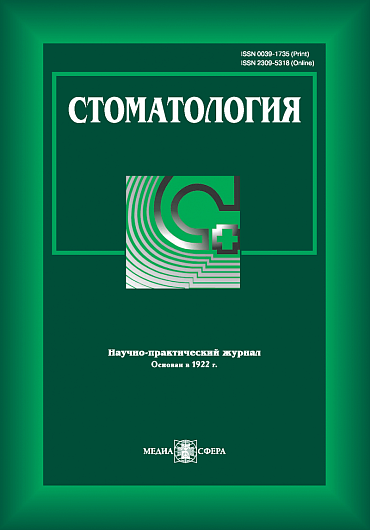 ISSN 0039-1735 (Print)
ISSN 2309-5318 (Online)
СТОМАТОЛОГИЯ
Научно-практический журнал
Основан в 1922 г.
МЕДИА СФЕРА